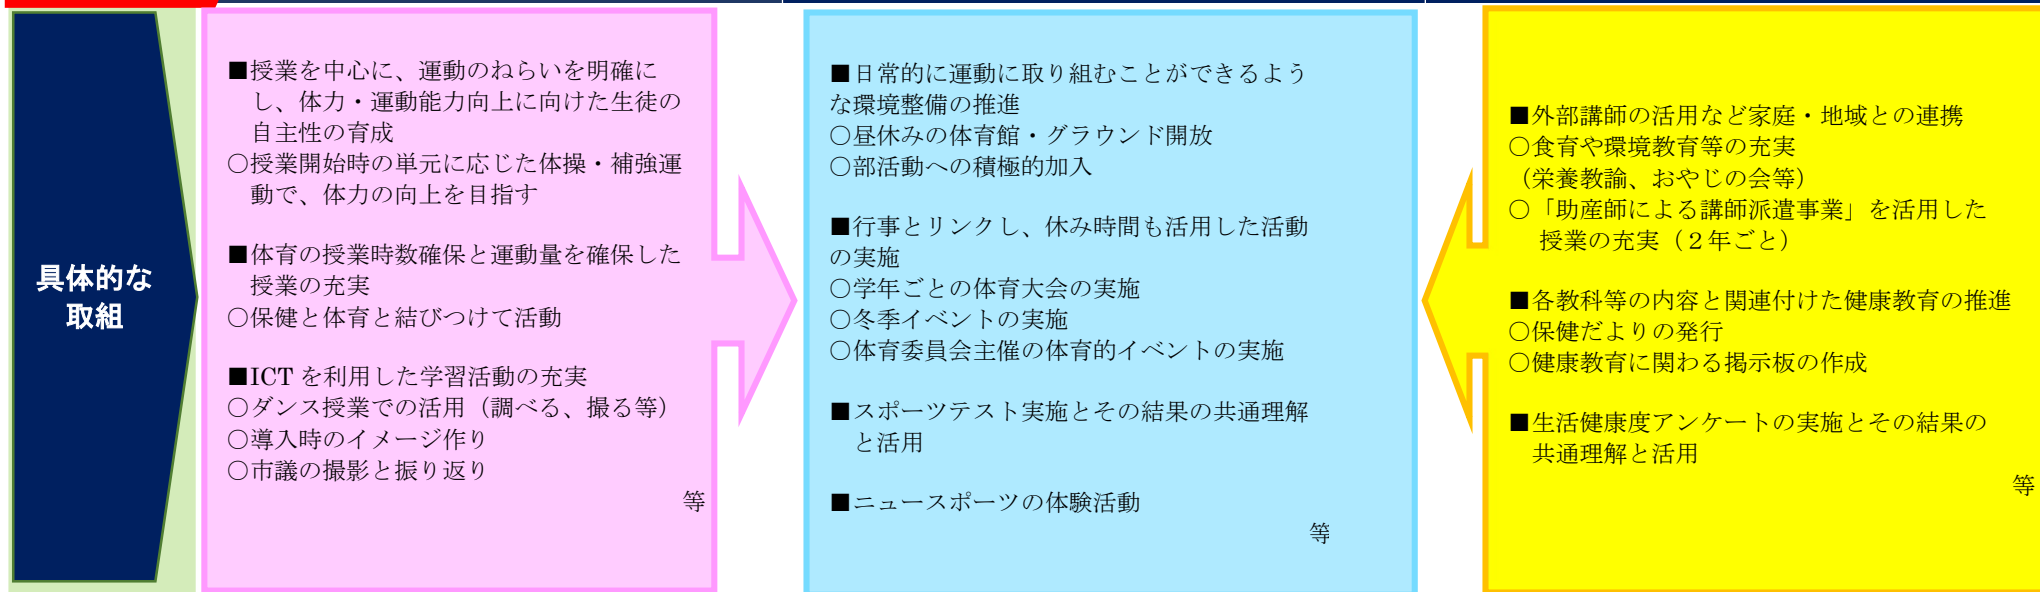 具体的な
取組
■授業を中心に、運動のねらいを明確に
し、体力・運動能力向上に向けた生徒の
自主性の育成
○授業開始時の単元に応じた体操・補強運
動で、体力の向上を目指す
■体育の授業時数確保と運動量を確保した
授業の充実
○保健と体育と結びつけて活動
■ICT を利用した学習活動の充実
○ダンス授業での活用（調べる、撮る等）
○導入時のイメージ作り
○市議の撮影と振り返り
等
■日常的に運動に取り組むことができるよう
な環境整備の推進
○昼休みの体育館・グラウンド開放
○部活動への積極的加入
■行事とリンクし、休み時間も活用した活動
の実施
○学年ごとの体育大会の実施
○冬季イベントの実施
○体育委員会主催の体育的イベントの実施
■スポーツテスト実施とその結果の共通理解
と活用
■ニュースポーツの体験活動
等
■外部講師の活用など家庭・地域との連携
○食育や環境教育等の充実
（栄養教諭、おやじの会等）
○「助産師による講師派遣事業」を活用した
授業の充実（２年ごと）
■各教科等の内容と関連付けた健康教育の推進
○保健だよりの発行
○健康教育に関わる掲示板の作成
■生活健康度アンケートの実施とその結果の
共通理解と活用
等